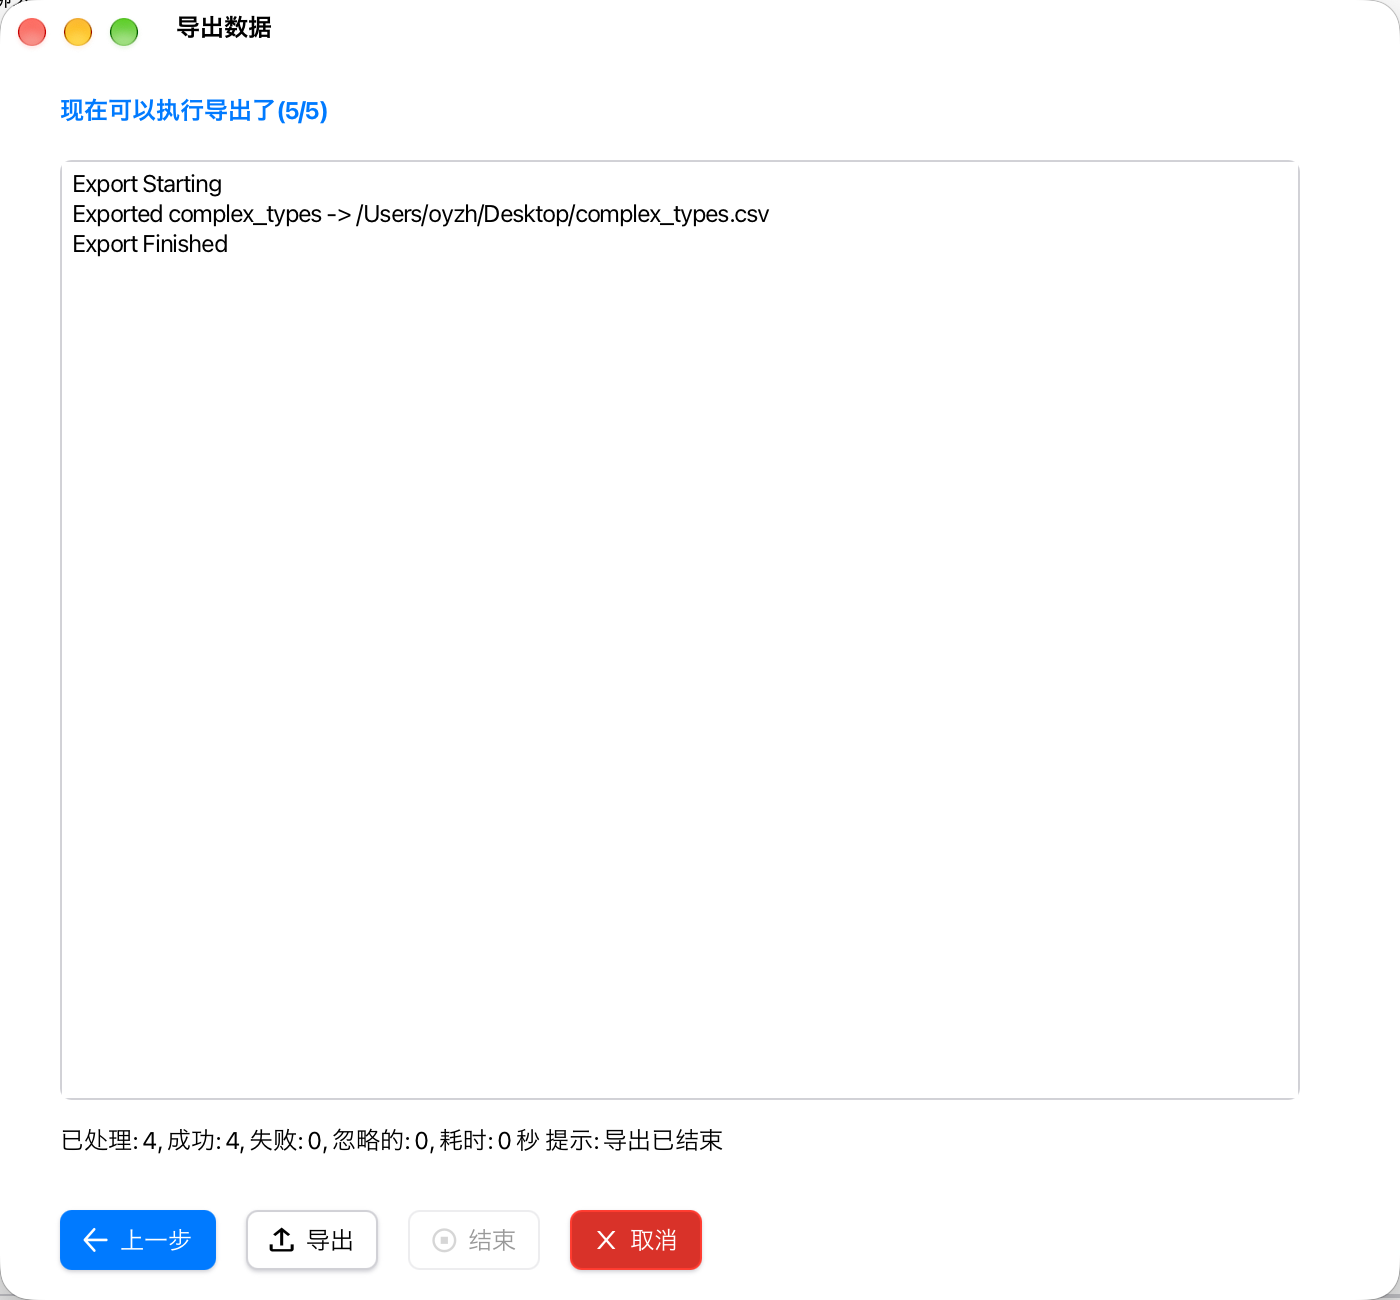 导出数据
现在可以执行导出了(5/5)
Export Starting
Exported complex_types -> /Users/oyzh/Desktop/complex_types.csv
Export Finished
已处理: 4, 成功: 4, 失败: 0, 忽略的: 0, 耗时: 0 秒 提示: 导出已结束
上一步 导出 结束 取消